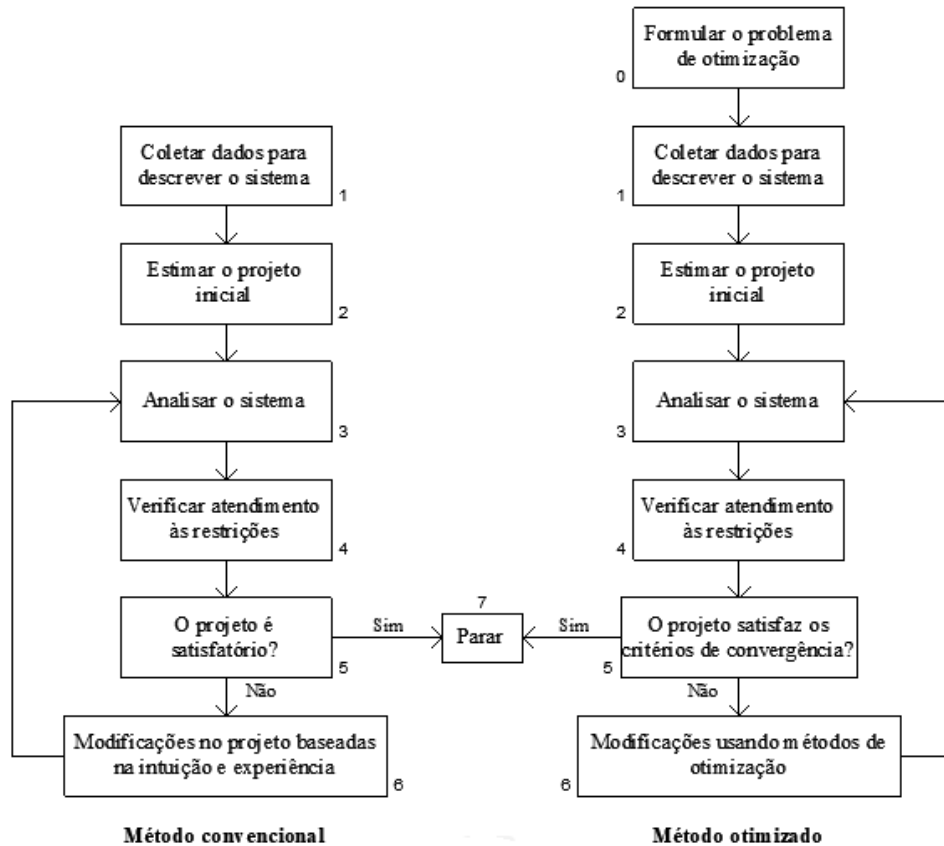 Formular o problema
de otimização
0
Coletar dados para
descrever o sistema
1
Coletar dados para
descrever o sistema
1
Estimar o projeto
inicial
2
Estimar o projeto
inicial
2
Analisar o sistema
3
Analisar o sistema
3
Verificar atendimento
às restrições
4
Verificar atendimento
às restrições
4
O projeto é
satisfatório?
5
Sim
7
Parar
Sim
O projeto satisfaz os
critérios de convergência?
5
Não
Não
Modificações no projeto baseadas
na intuição e experiência
6
Modificações usando métodos de
otimização
6
Método convencional
Método otimizado